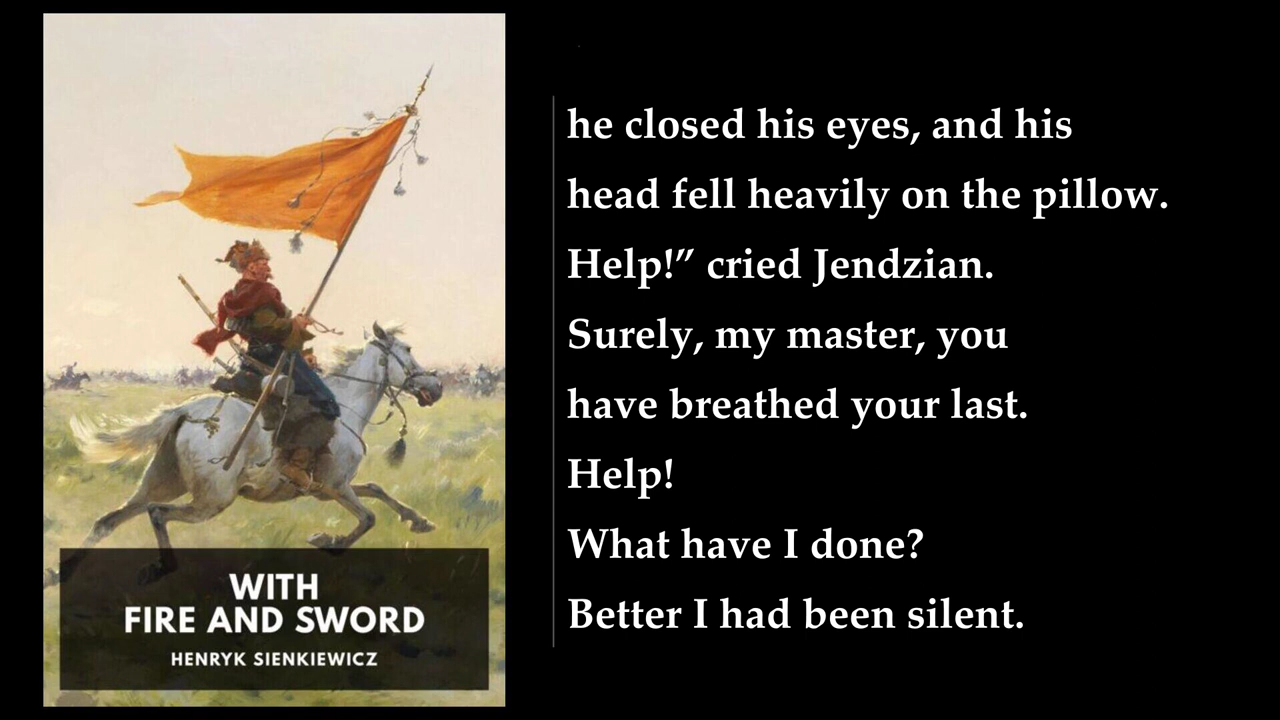 WITH
FIRE AND SWORD
HENRYK SIENKIEWICZ
he closed his eyes, and his
head fell heavily on the pillow.
Help!” cried Jendzian.
Surely, my master, you
have breathed your last.
Help!
What have I done?
Better I had been silent.